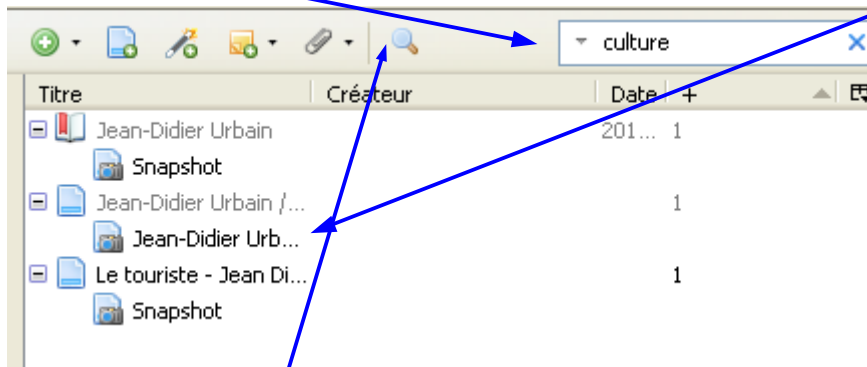 culture
Titre Créateur Date +
Jean-Didier Urbain 201... 1
Snapshot
Jean-Didier Urbain /... 1
Jean-Didier Urb...
Le touriste - Jean Di... 1
Snapshot